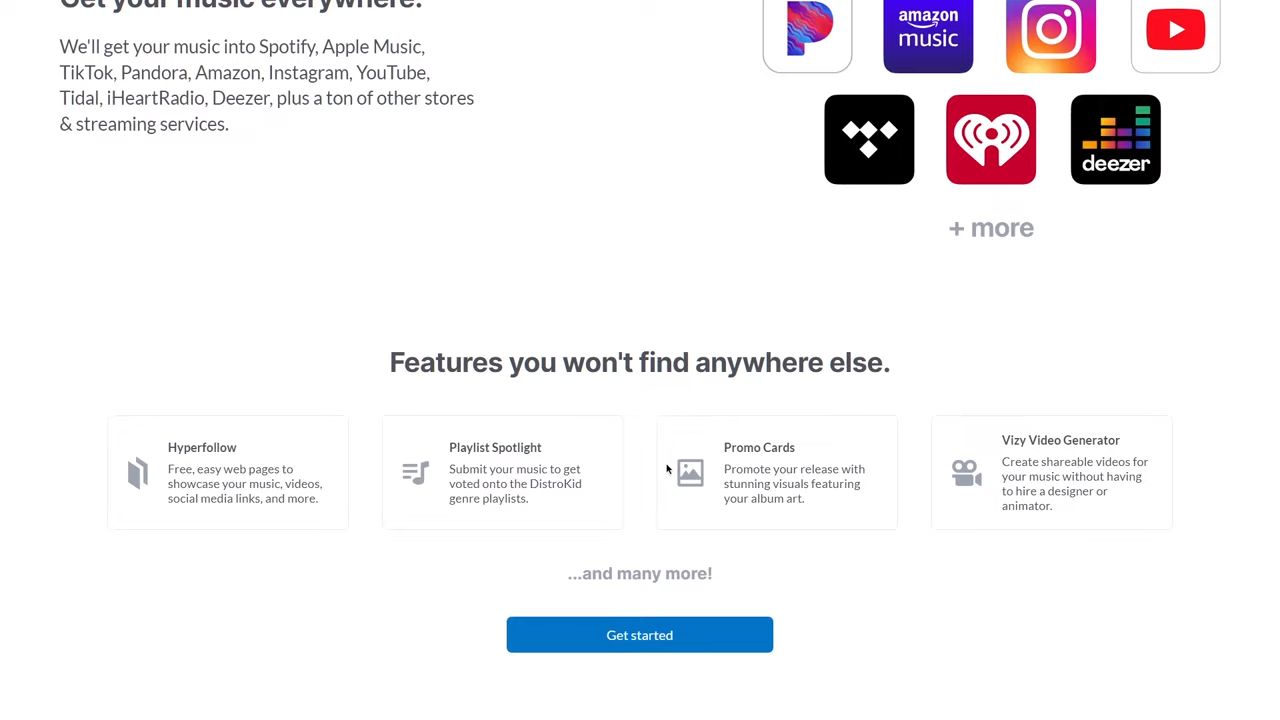 Get your music everywhere.
We'll get your music into Spotify, Apple Music,
TikTok, Pandora, Amazon, Instagram, YouTube,
Tidal, iHeartRadio, Deezer, plus a ton of other stores
& streaming services.
amazon
music
deezer
+ more
Features you won't find anywhere else.
Hyperfollow
Free, easy web pages to
showcase your music, videos,
social media links, and more.
Playlist Spotlight
Submit your music to get
voted onto the DistroKid
genre playlists.
Promo Cards
Promote your release with
stunning visuals featuring
your album art.
Vizy Video Generator
Create shareable videos for
your music without having
to hire a designer or
animator.
...and many more!
Get started